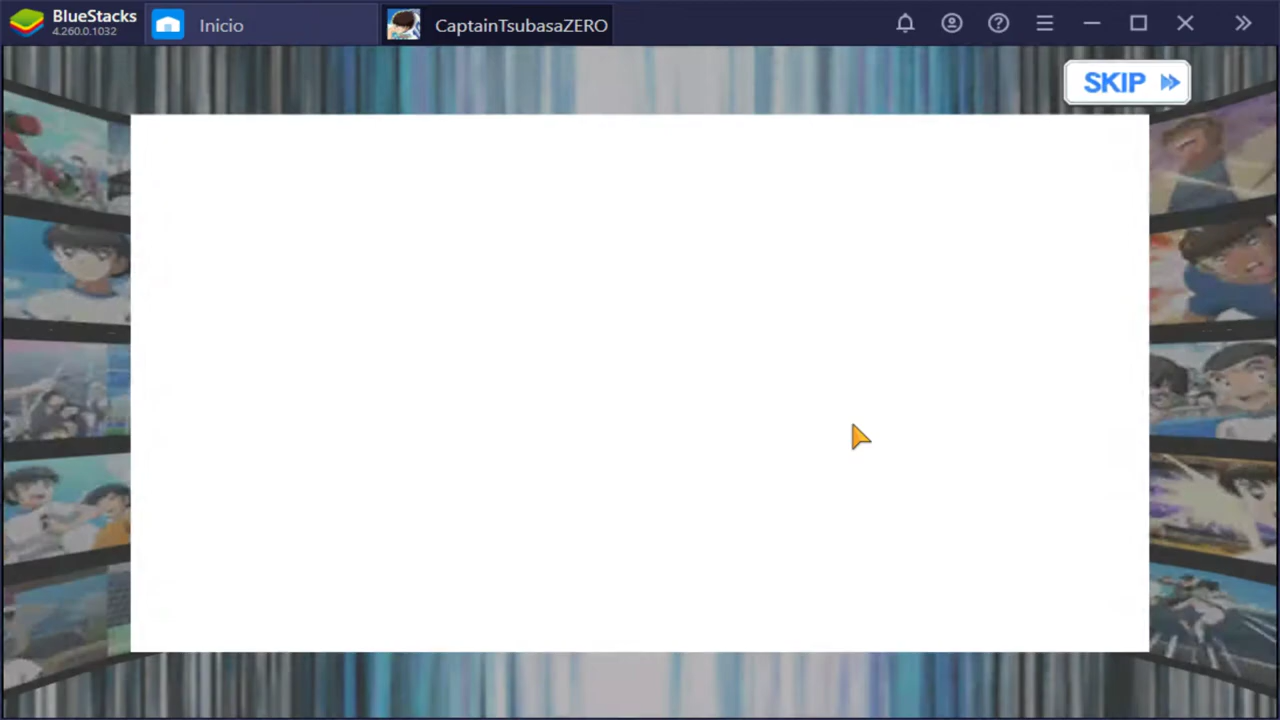 BlueStacks
4.260.0.1032
Inicio
CaptainTsubasaZERO
SKIP